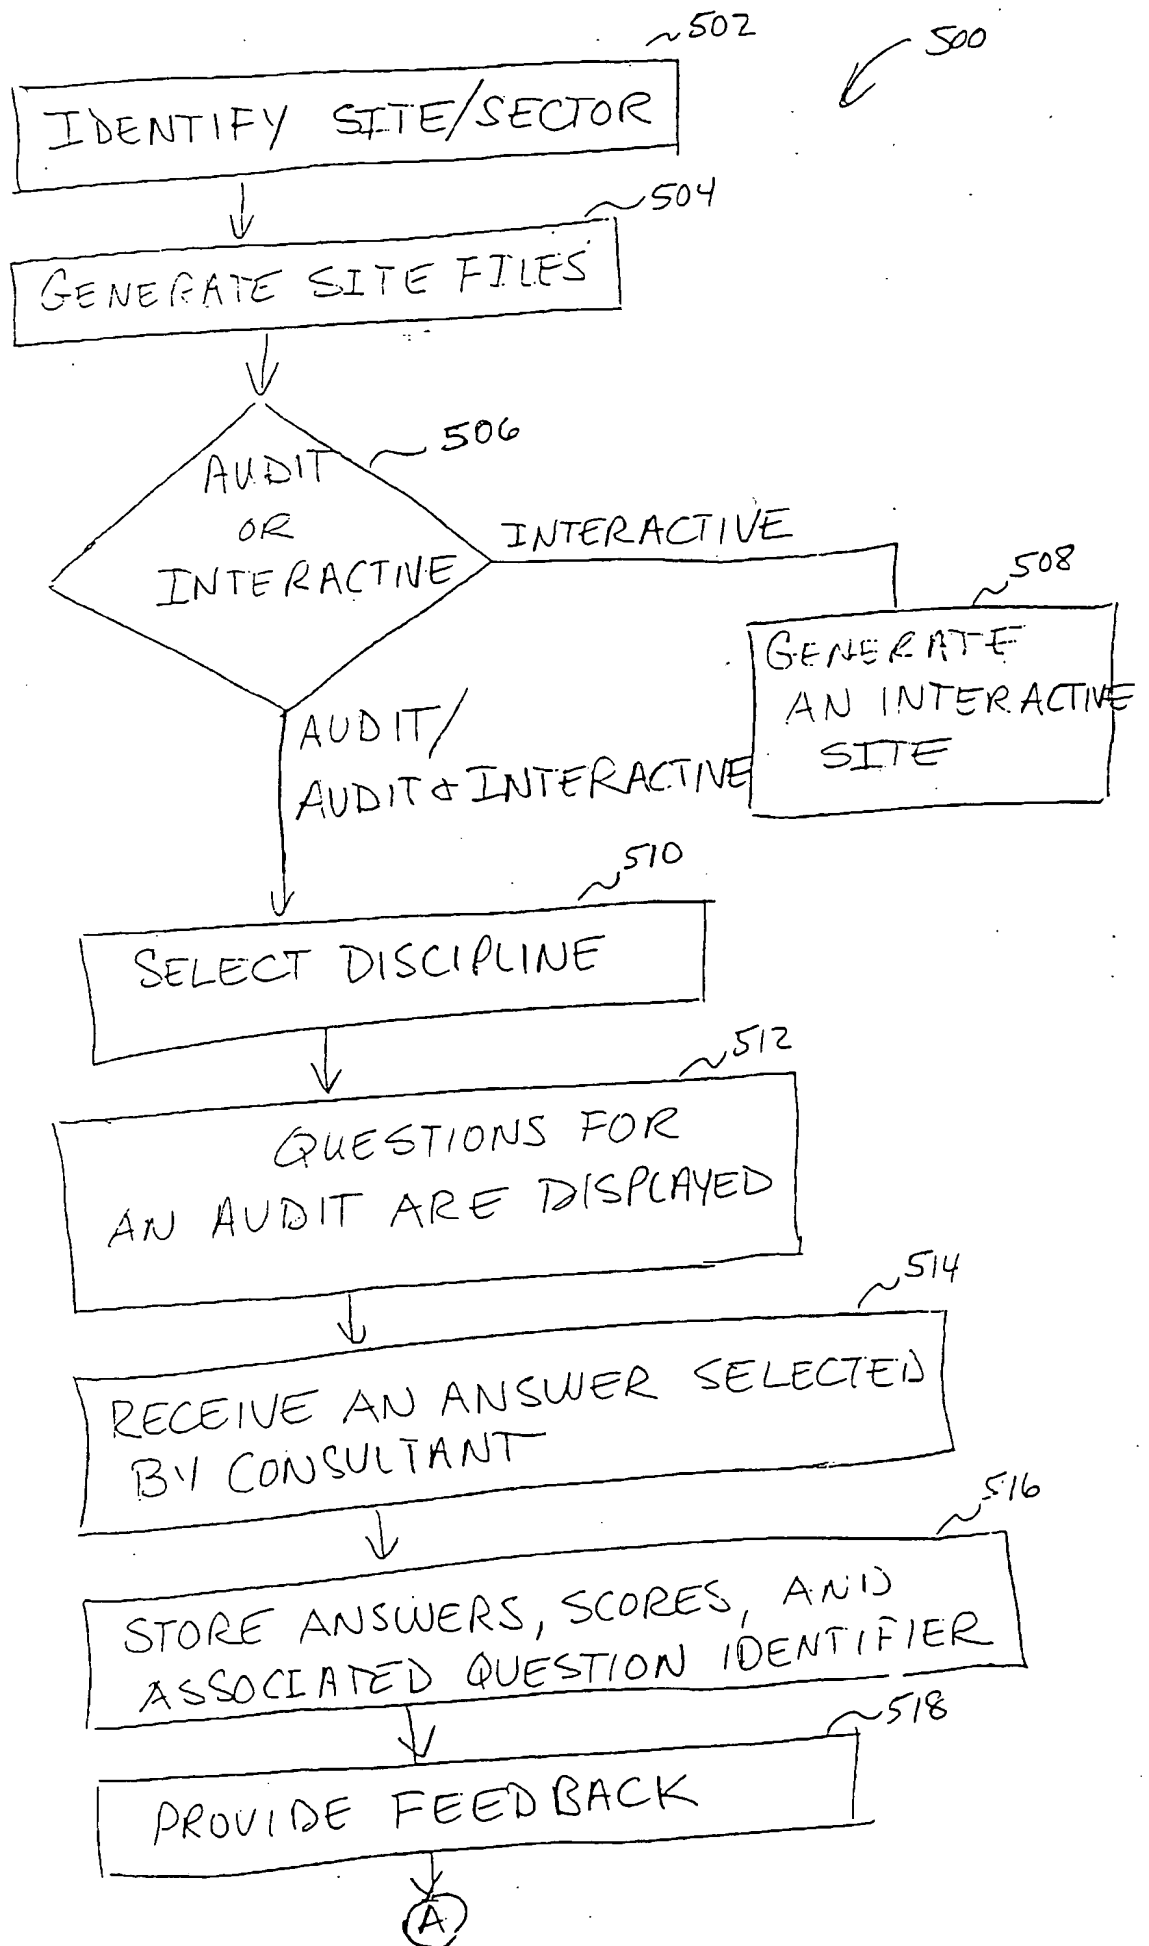 502
500
IDENTIFY SITE/SECTOR
504
GENERATE SITE FILES
506
AUDIT
OR
INTERACTIVE
INTERACTIVE
508
GENERATE
AN INTERACTIVE
SITE
AUDIT/
AUDIT & INTERACTIVE
510
SELECT DISCIPLINE
512
QUESTIONS FOR
AN AUDIT ARE DISPLAYED
514
RECEIVE AN ANSWER SELECTED
BY CONSULTANT
516
STORE ANSWERS, SCORES, AND
ASSOCIATED QUESTION IDENTIFIER
518
PROVIDE FEEDBACK
A